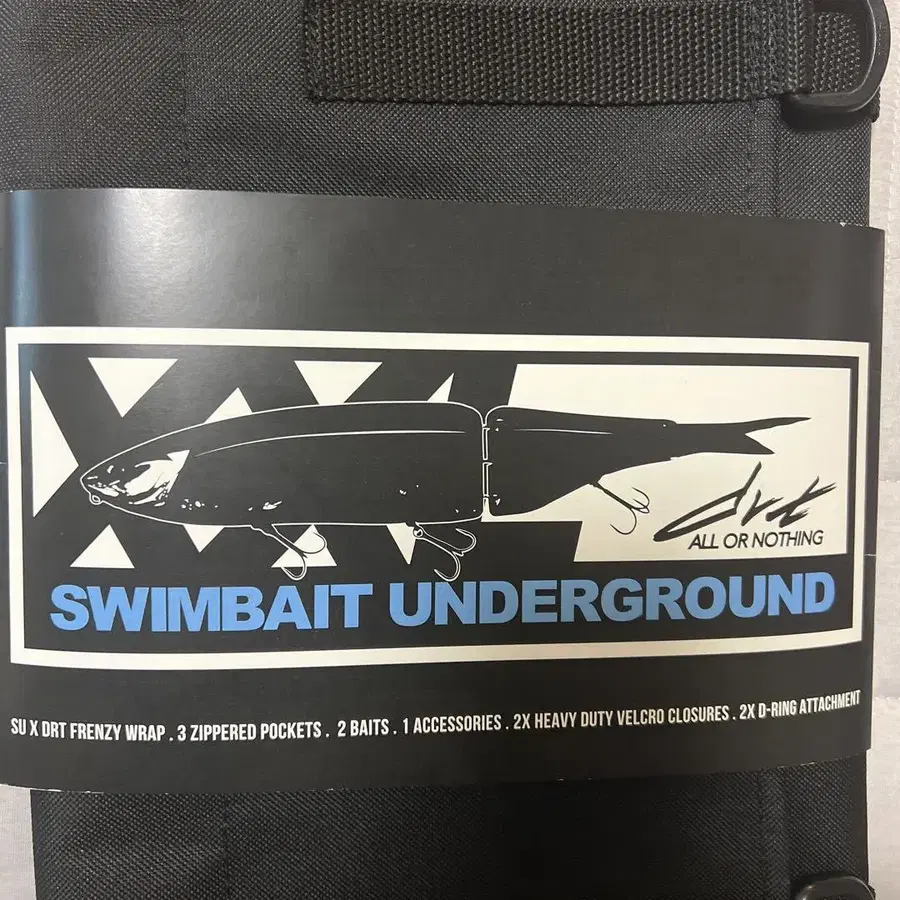 XXX
drt
ALL OR NOTHING
SWIMBAIT UNDERGROUND
SU X DRT FRENZY WRAP . 3 ZIPPERED POCKETS . 2 BAITS . 1 ACCESSORIES . 2X HEAVY DUTY VELCRO CLOSURES . 2X D-RING ATTACHMENT